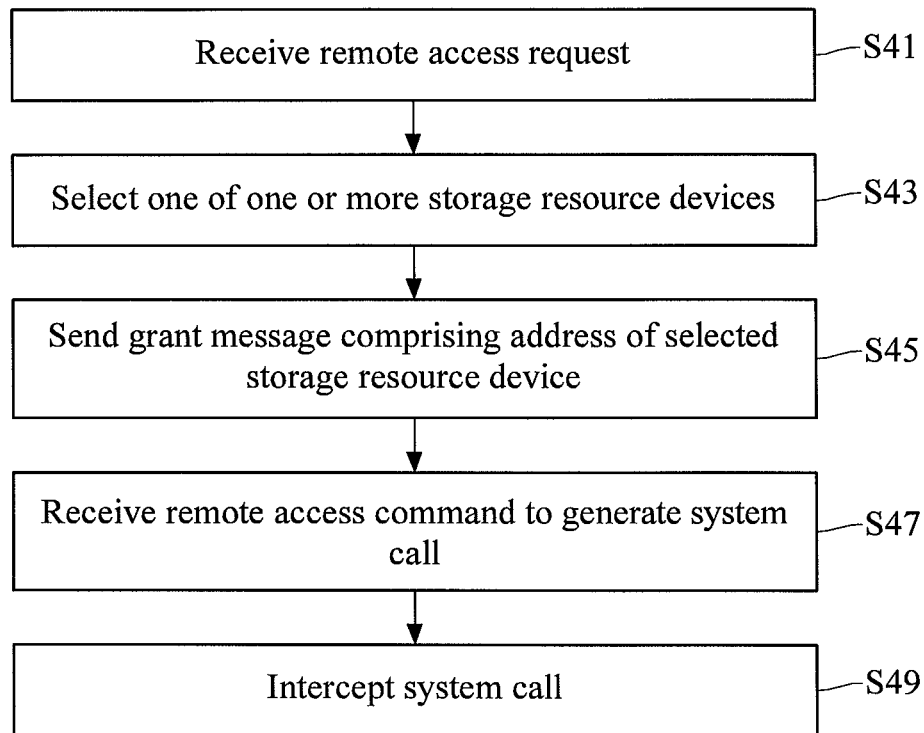 Receive remote access request
S41
Select one of one or more storage resource devices
S43
Send grant message comprising address of selected
storage resource device
S45
Receive remote access command to generate system
call
S47
Intercept system call
S49